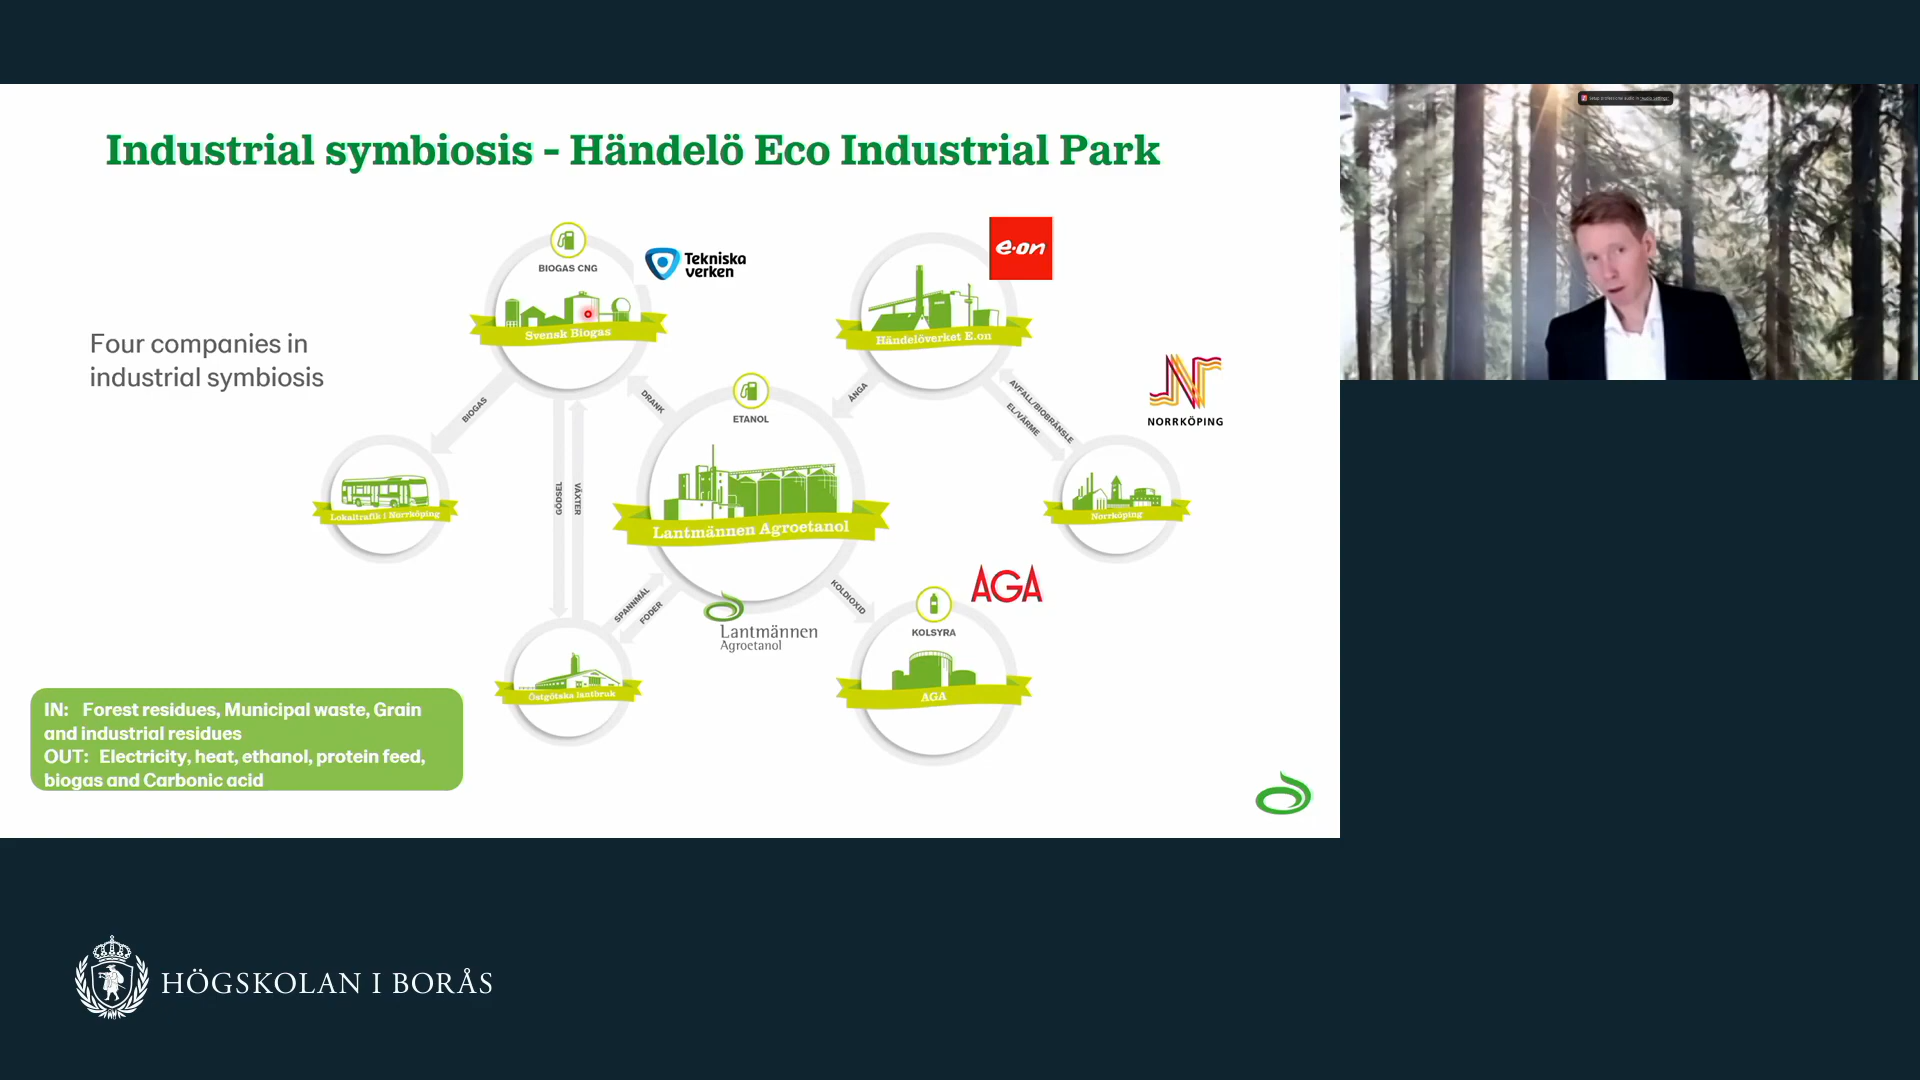 Industrial symbiosis - Händelö Eco Industrial Park
Four companies in
industrial symbiosis
BIOGAS CNG
Svensk Biogas
Tekniska
verken
e·on
Händelöverket E.on
NORRKÖPING
BIOGAS
DRANK
ÅNGA
AVFALL/BIOBRÄNSLE
EL/VÄRME
ETANOL
Lantmännen Agroetanol
Lokaltrafik i Norrköping
Norrköping
GÖDSEL
VÄXTER
SPANNMÅL
FODER
KOLDIOXID
Lantmännen
Agroetanol
AGA
KOLSYRA
AGA
Östgötska lantbruk
IN: Forest residues, Municipal waste, Grain
and industrial residues
OUT: Electricity, heat, ethanol, protein feed,
biogas and Carbonic acid
HÖGSKOLAN I BORÅS